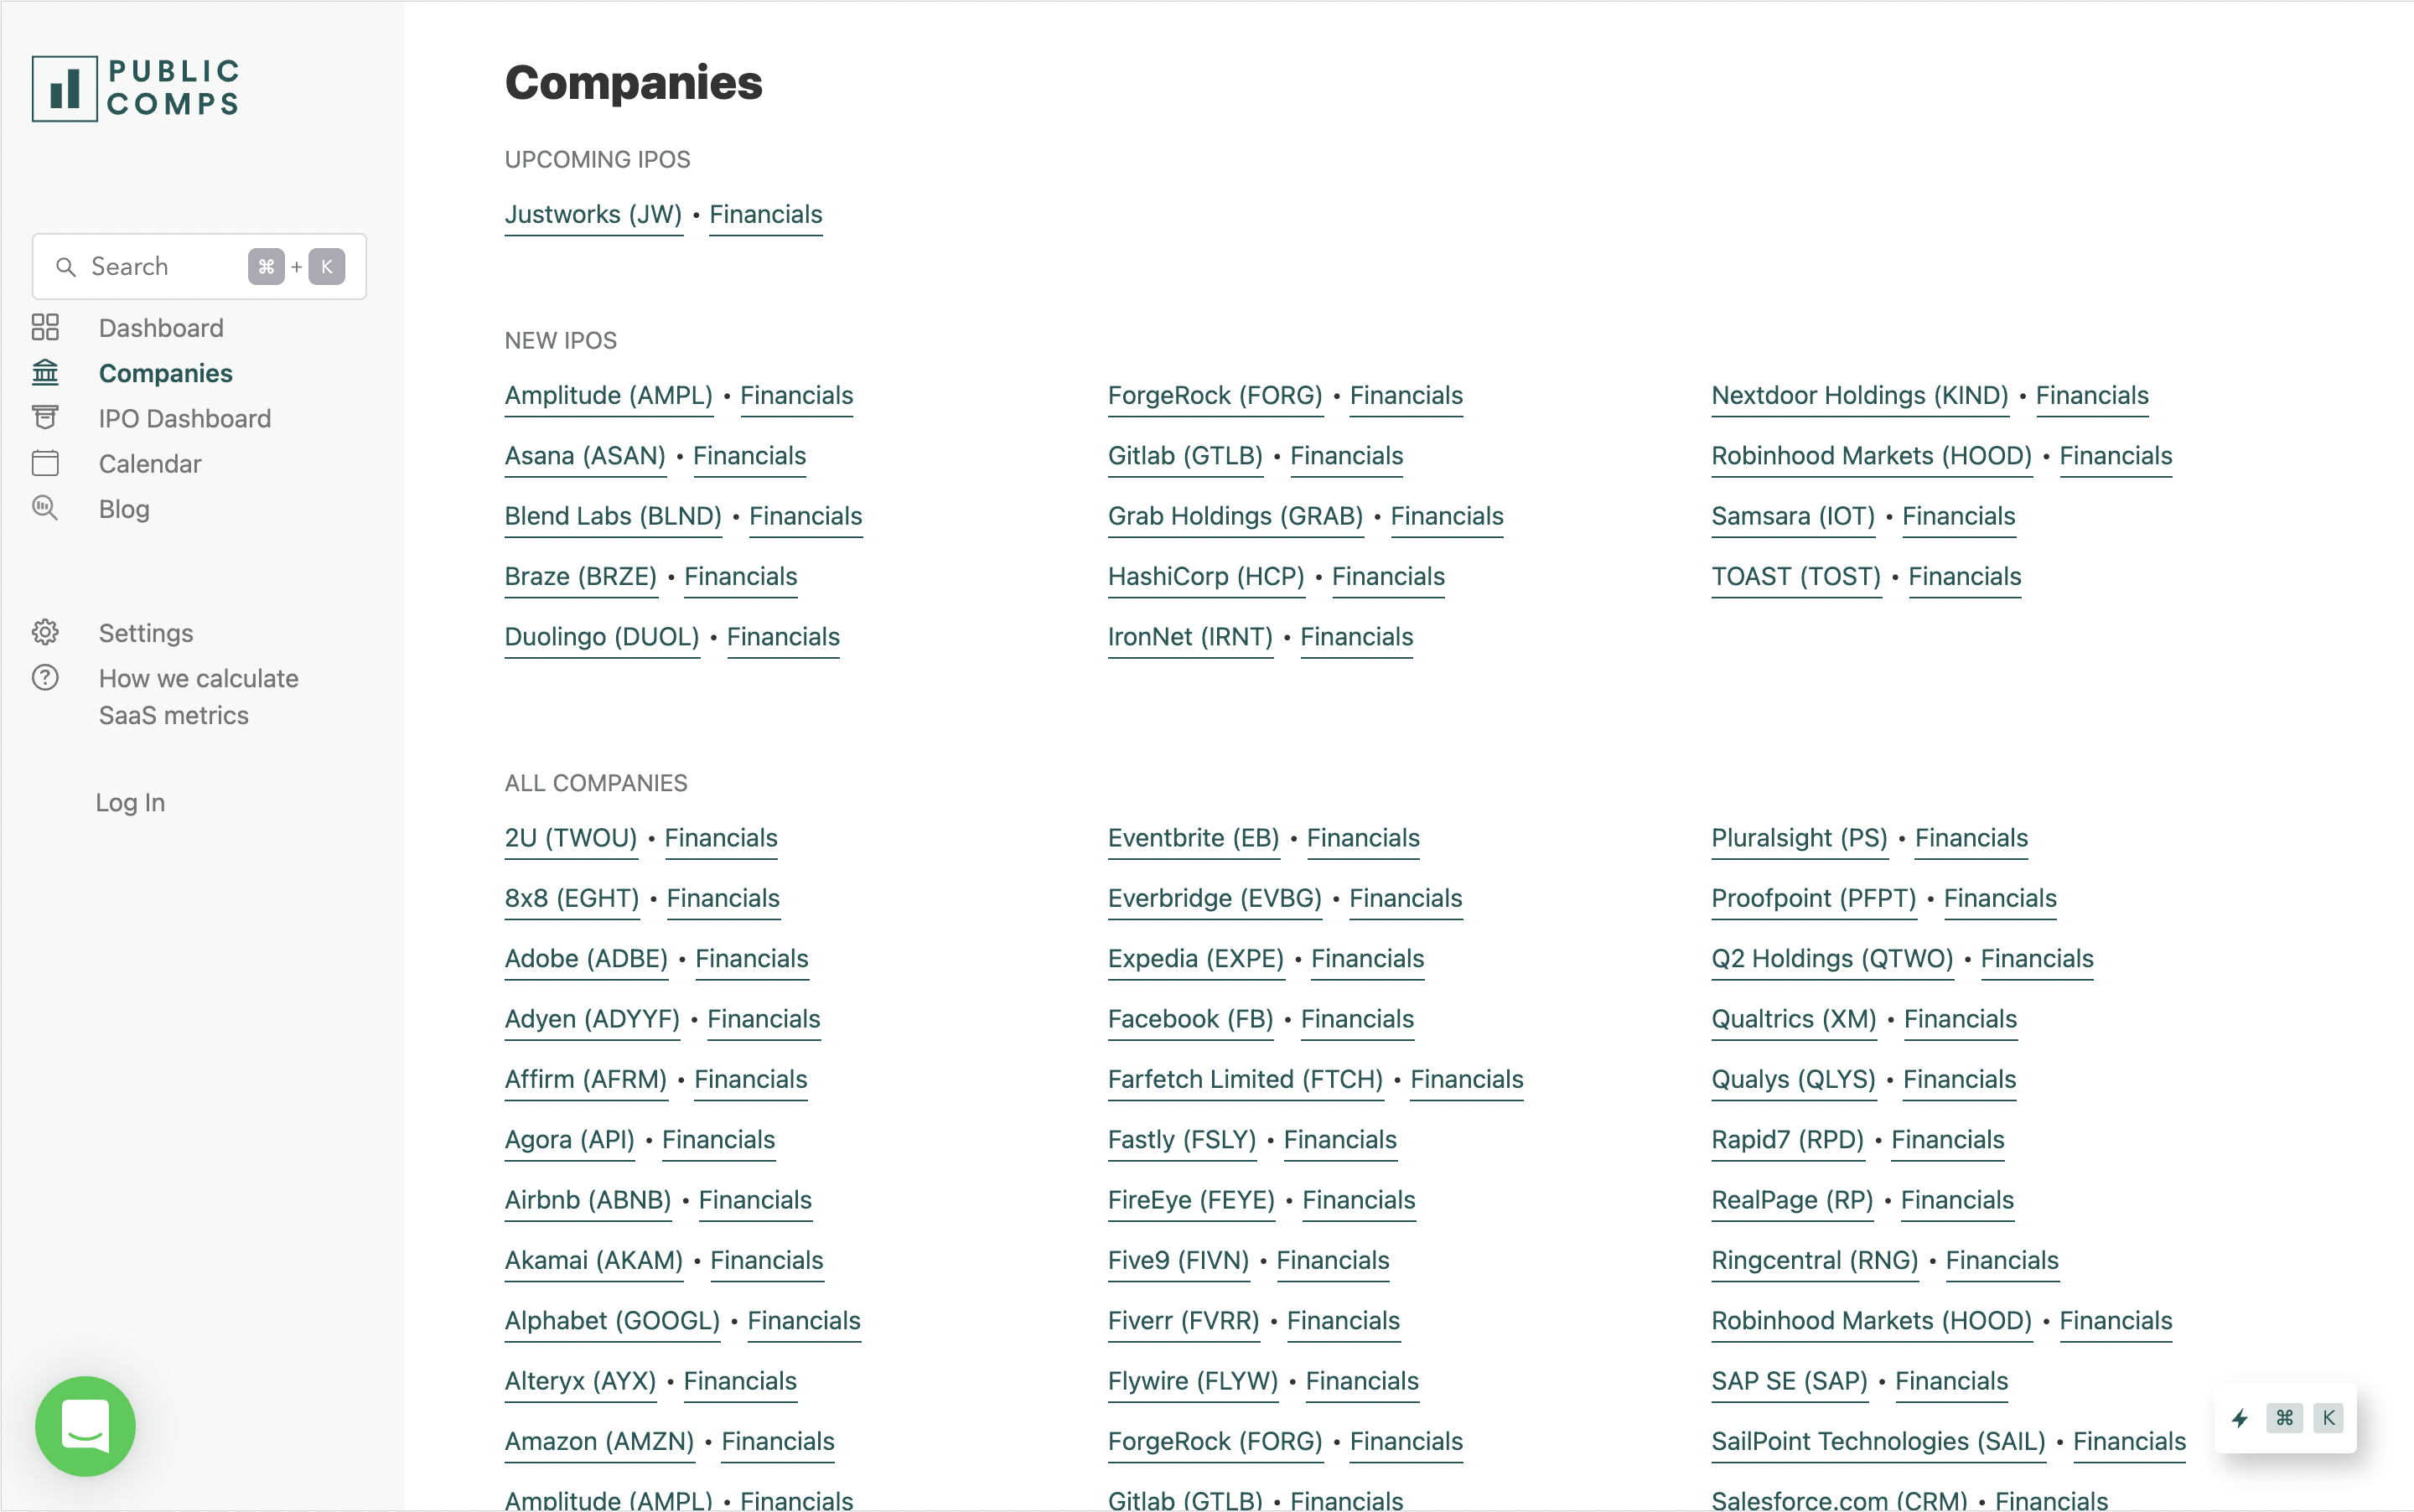 PUBLIC
COMPS
Search ⌘ + K
Dashboard
Companies
IPO Dashboard
Calendar
Blog
Settings
How we calculate
SaaS metrics
Log In
Companies
UPCOMING IPOS
Justworks (JW) • Financials
NEW IPOS
Amplitude (AMPL) • Financials
Asana (ASAN) • Financials
Blend Labs (BLND) • Financials
Braze (BRZE) • Financials
Duolingo (DUOL) • Financials
ForgeRock (FORG) • Financials
Gitlab (GTLB) • Financials
Grab Holdings (GRAB) • Financials
HashiCorp (HCP) • Financials
IronNet (IRNT) • Financials
Nextdoor Holdings (KIND) • Financials
Robinhood Markets (HOOD) • Financials
Samsara (IOT) • Financials
TOAST (TOST) • Financials
ALL COMPANIES
2U (TWOU) • Financials
8x8 (EGHT) • Financials
Adobe (ADBE) • Financials
Adyen (ADYYF) • Financials
Affirm (AFRM) • Financials
Agora (API) • Financials
Airbnb (ABNB) • Financials
Akamai (AKAM) • Financials
Alphabet (GOOGL) • Financials
Alteryx (AYX) • Financials
Amazon (AMZN) • Financials
Amplitude (AMPL) • Financials
Eventbrite (EB) • Financials
Everbridge (EVBG) • Financials
Expedia (EXPE) • Financials
Facebook (FB) • Financials
Farfetch Limited (FTCH) • Financials
Fastly (FSLY) • Financials
FireEye (FEYE) • Financials
Five9 (FIVN) • Financials
Fiverr (FVRR) • Financials
Flywire (FLYW) • Financials
ForgeRock (FORG) • Financials
Gitlab (GTLB) • Financials
Pluralsight (PS) • Financials
Proofpoint (PFPT) • Financials
Q2 Holdings (QTWO) • Financials
Qualtrics (XM) • Financials
Qualys (QLYS) • Financials
Rapid7 (RPD) • Financials
RealPage (RP) • Financials
Ringcentral (RNG) • Financials
Robinhood Markets (HOOD) • Financials
SAP SE (SAP) • Financials
SailPoint Technologies (SAIL) • Financials
Salesforce.com (CRM) • Financials
⌘ K